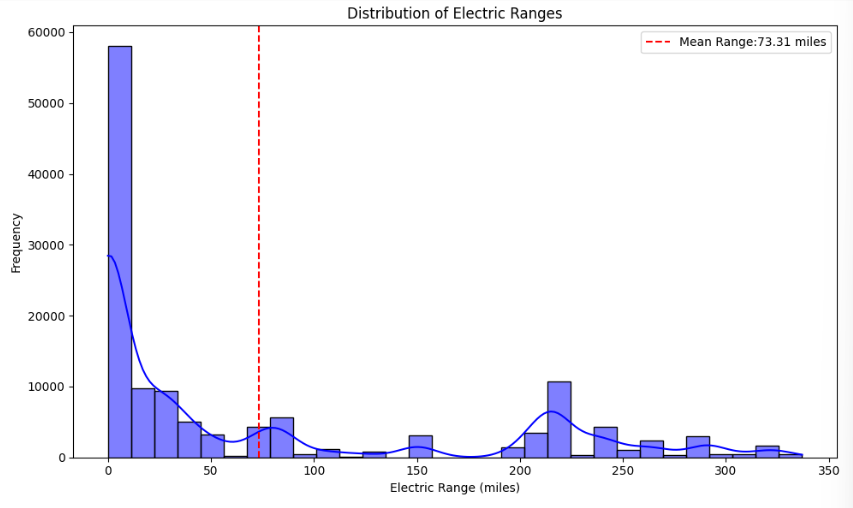 Distribution of Electric Ranges
Mean Range:73.31 miles
60000
50000
40000
30000
20000
10000
0
Frequency
0 50 100 150 200 250 300 350
Electric Range (miles)